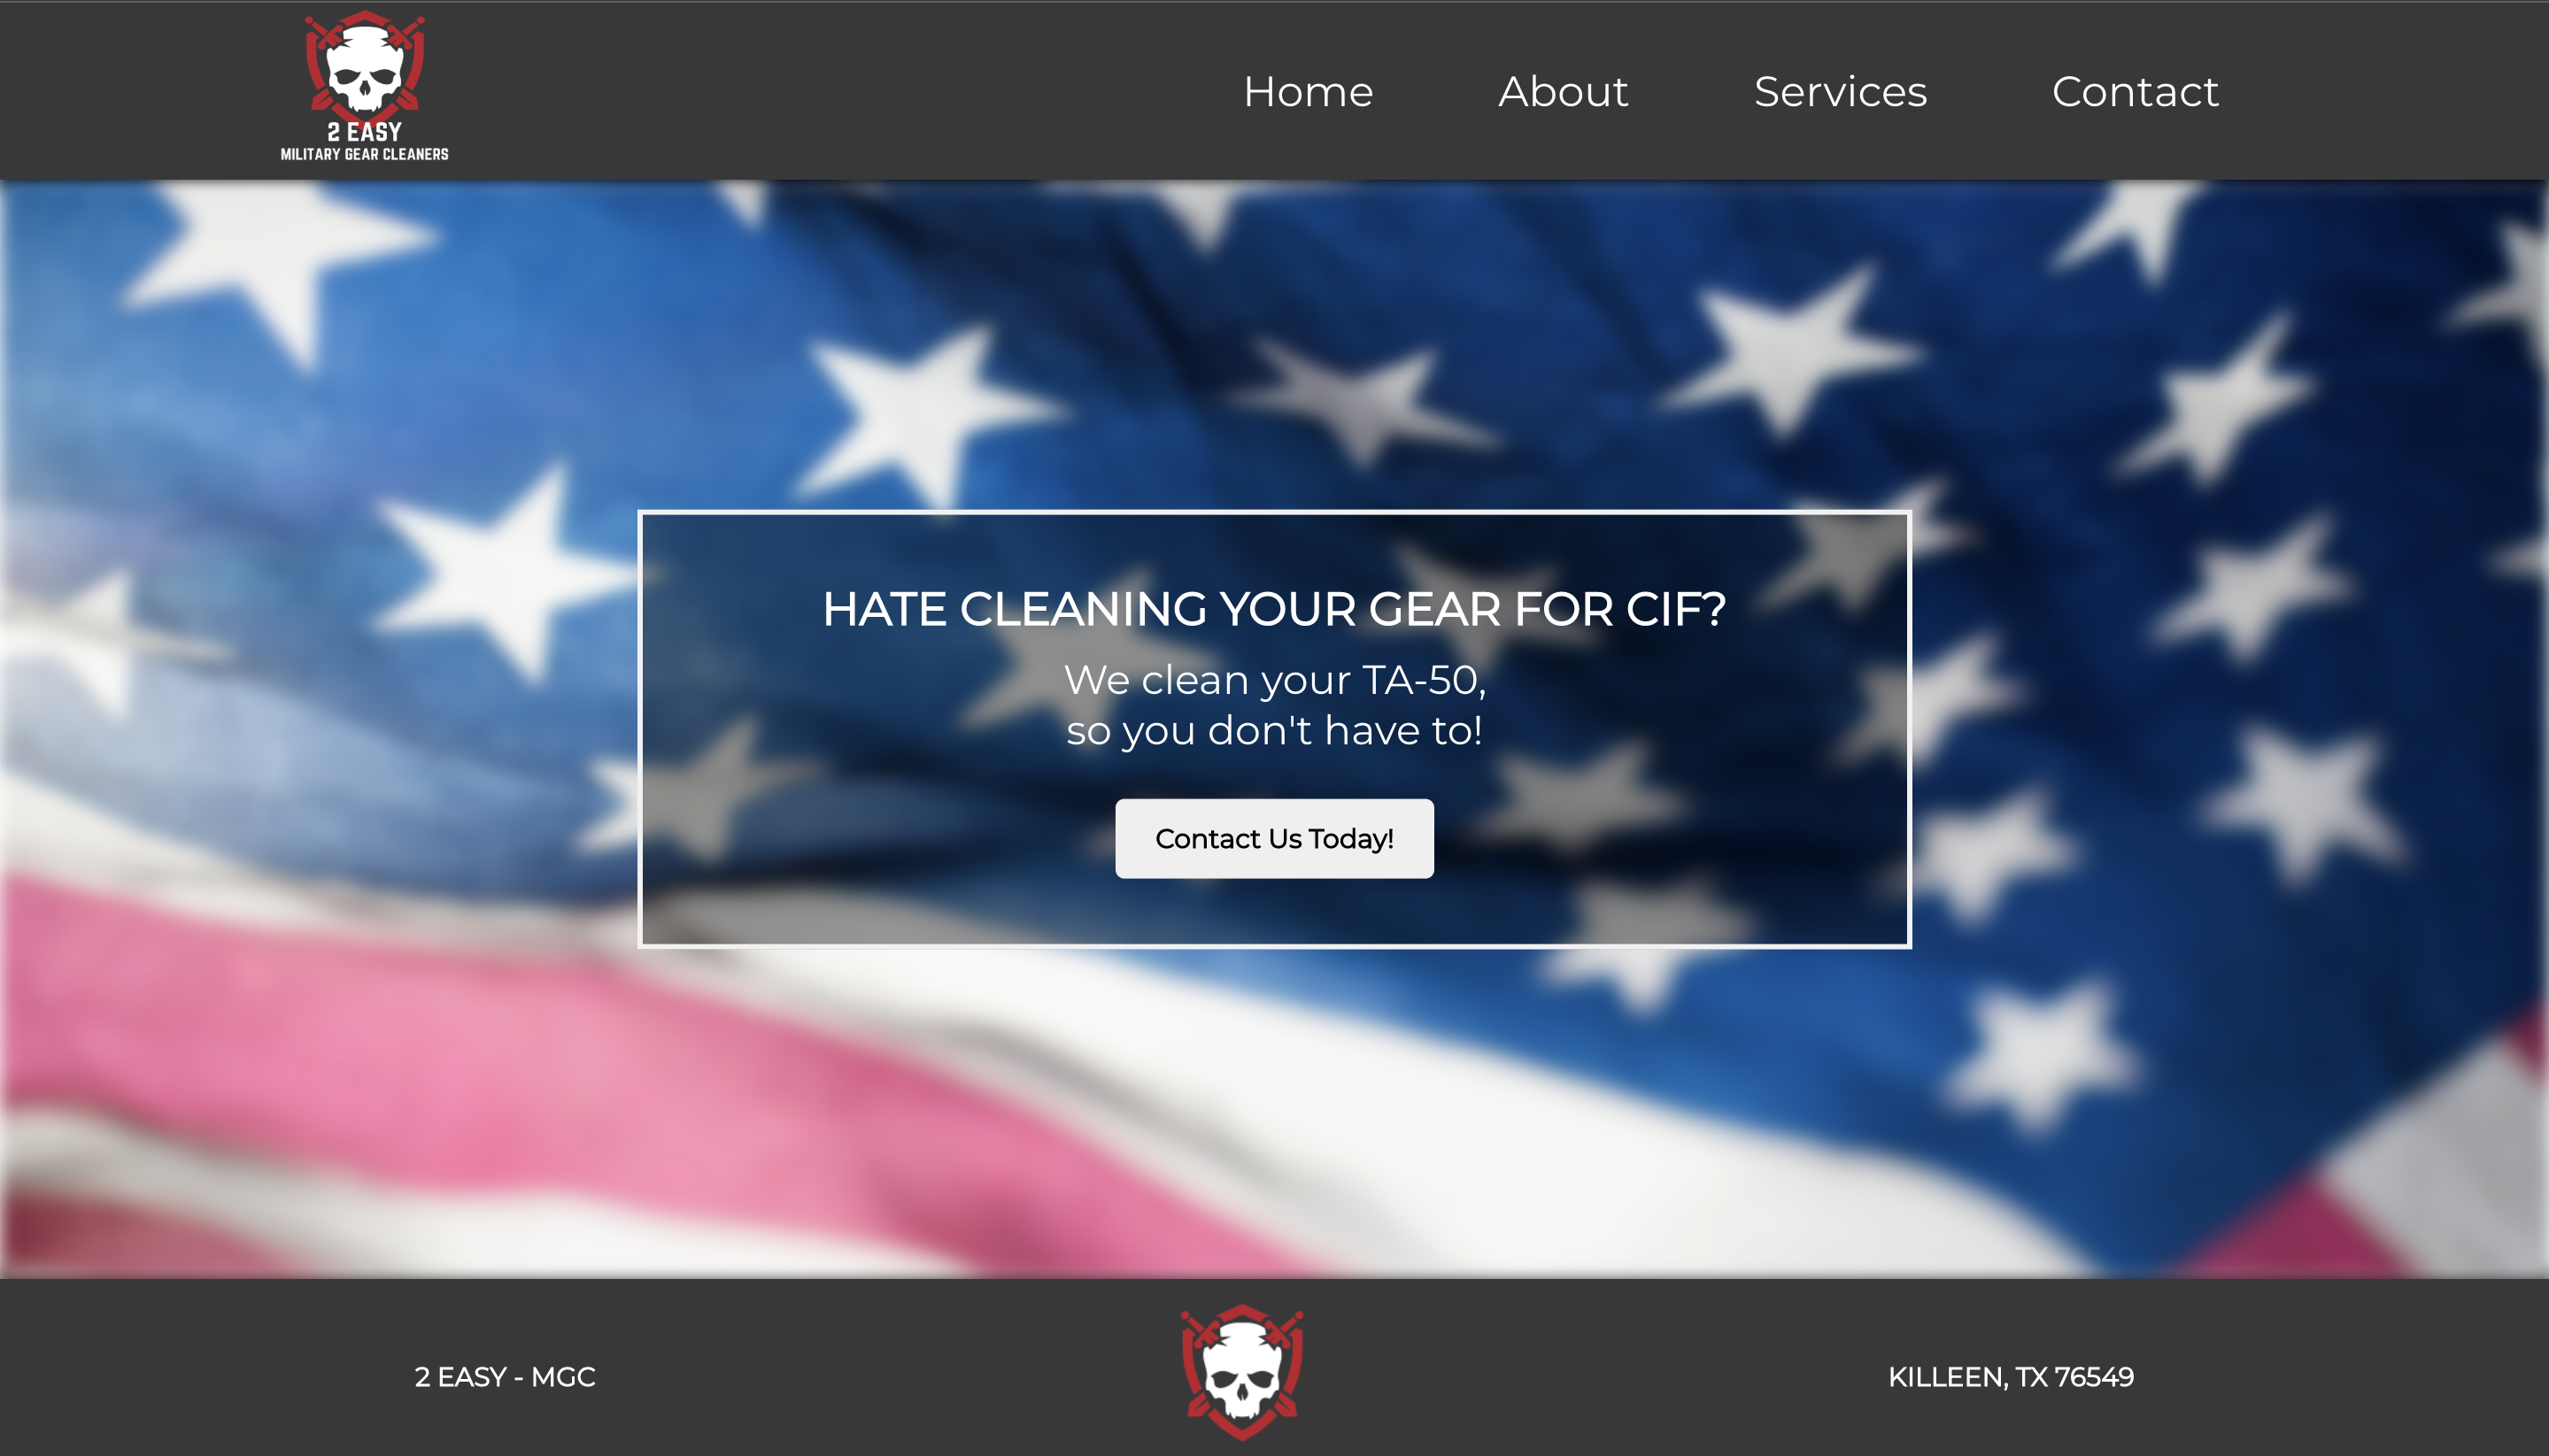 2 EASY
MILITARY GEAR CLEANERS
Home About Services Contact
HATE CLEANING YOUR GEAR FOR CIF?
We clean your TA-50,
so you don't have to!
Contact Us Today!
2 EASY - MGC
KILLEEN, TX 76549